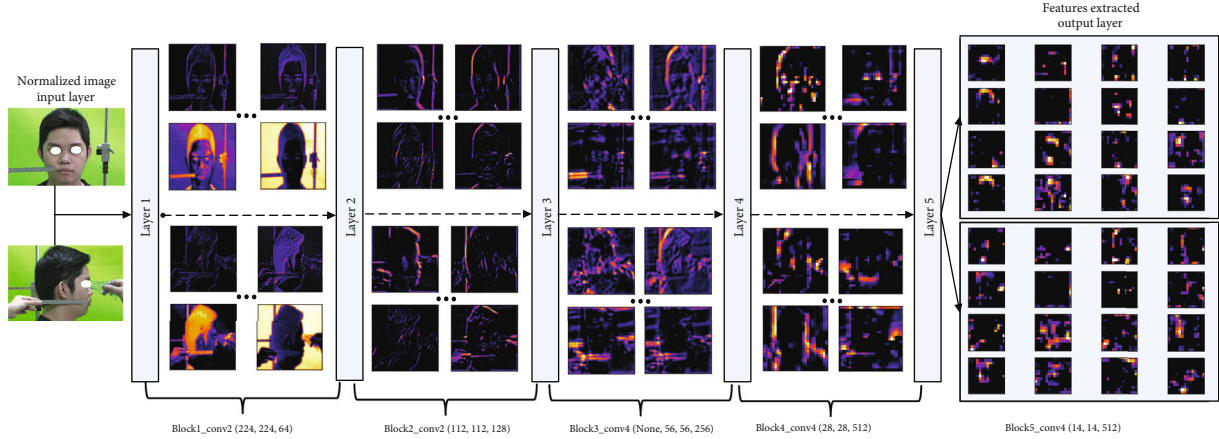 Features extracted
output layer
Normalized image
input layer
Layer 1
Layer 2
Layer 3
Layer 4
Layer 5
Block1_conv2 (224, 224, 64)
Block2_conv2 (112, 112, 128)
Block3_conv4 (None, 56, 56, 256)
Block4_conv4 (28, 28, 512)
Block5_conv4 (14, 14, 512)